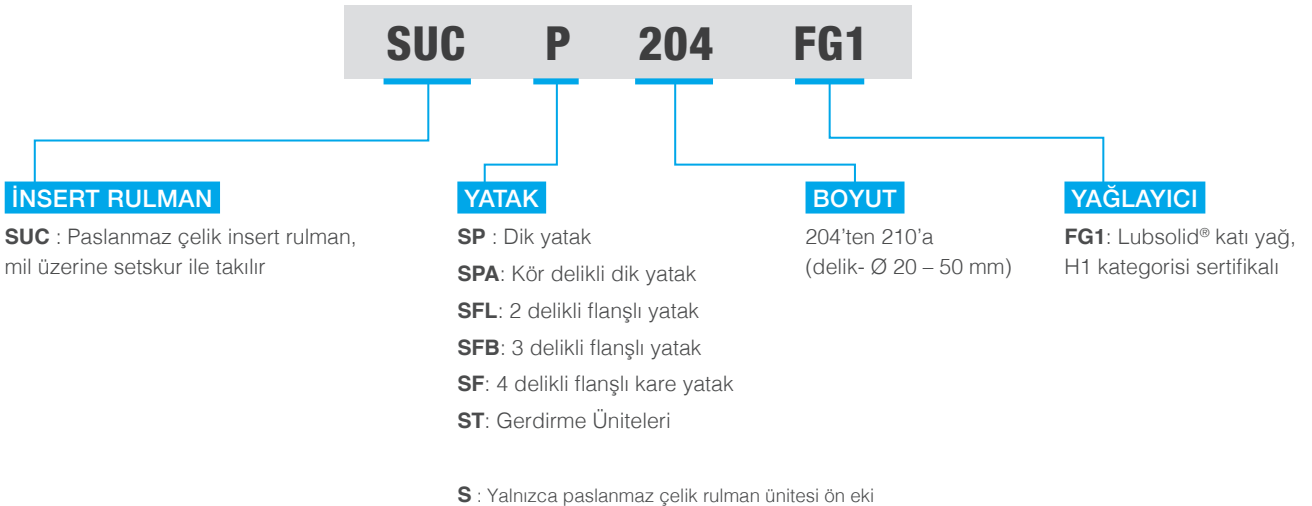 SUC P 204 FG1
İNSERT RULMAN
SUC : Paslanmaz çelik insert rulman,
mil üzerine setskur ile takılır
YATAK
SP : Dik yatak
SPA: Kör delikli dik yatak
SFL: 2 delikli flanşlı yatak
SFB: 3 delikli flanşlı yatak
SF: 4 delikli flanşlı kare yatak
ST: Gerdirme Üniteleri
S : Yalnızca paslanmaz çelik rulman ünitesi ön eki
BOYUT
204’ten 210’a
(delik- Ø 20 – 50 mm)
YAĞLAYICI
FG1: Lubsolid® katı yağ,
H1 kategorisi sertifikalı